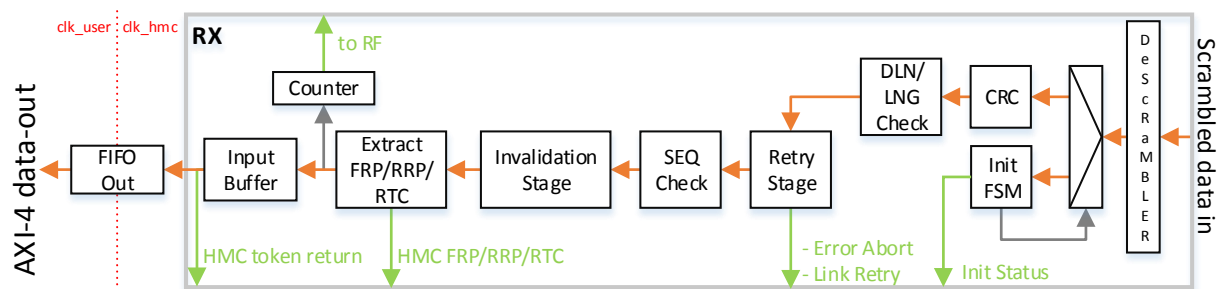 clk_user
clk_hmc
RX
to RF
Counter
AXI-4 data-out
FIFO
Out
Input
Buffer
Extract
FRP/RRP/
RTC
Invalidation
Stage
SEQ
Check
Retry
Stage
DLN/
LNG
Check
CRC
Init
FSM
DeScRaMBLER
Scrambled data in
HMC token return
HMC FRP/RRP/RTC
- Error Abort
- Link Retry
Init Status